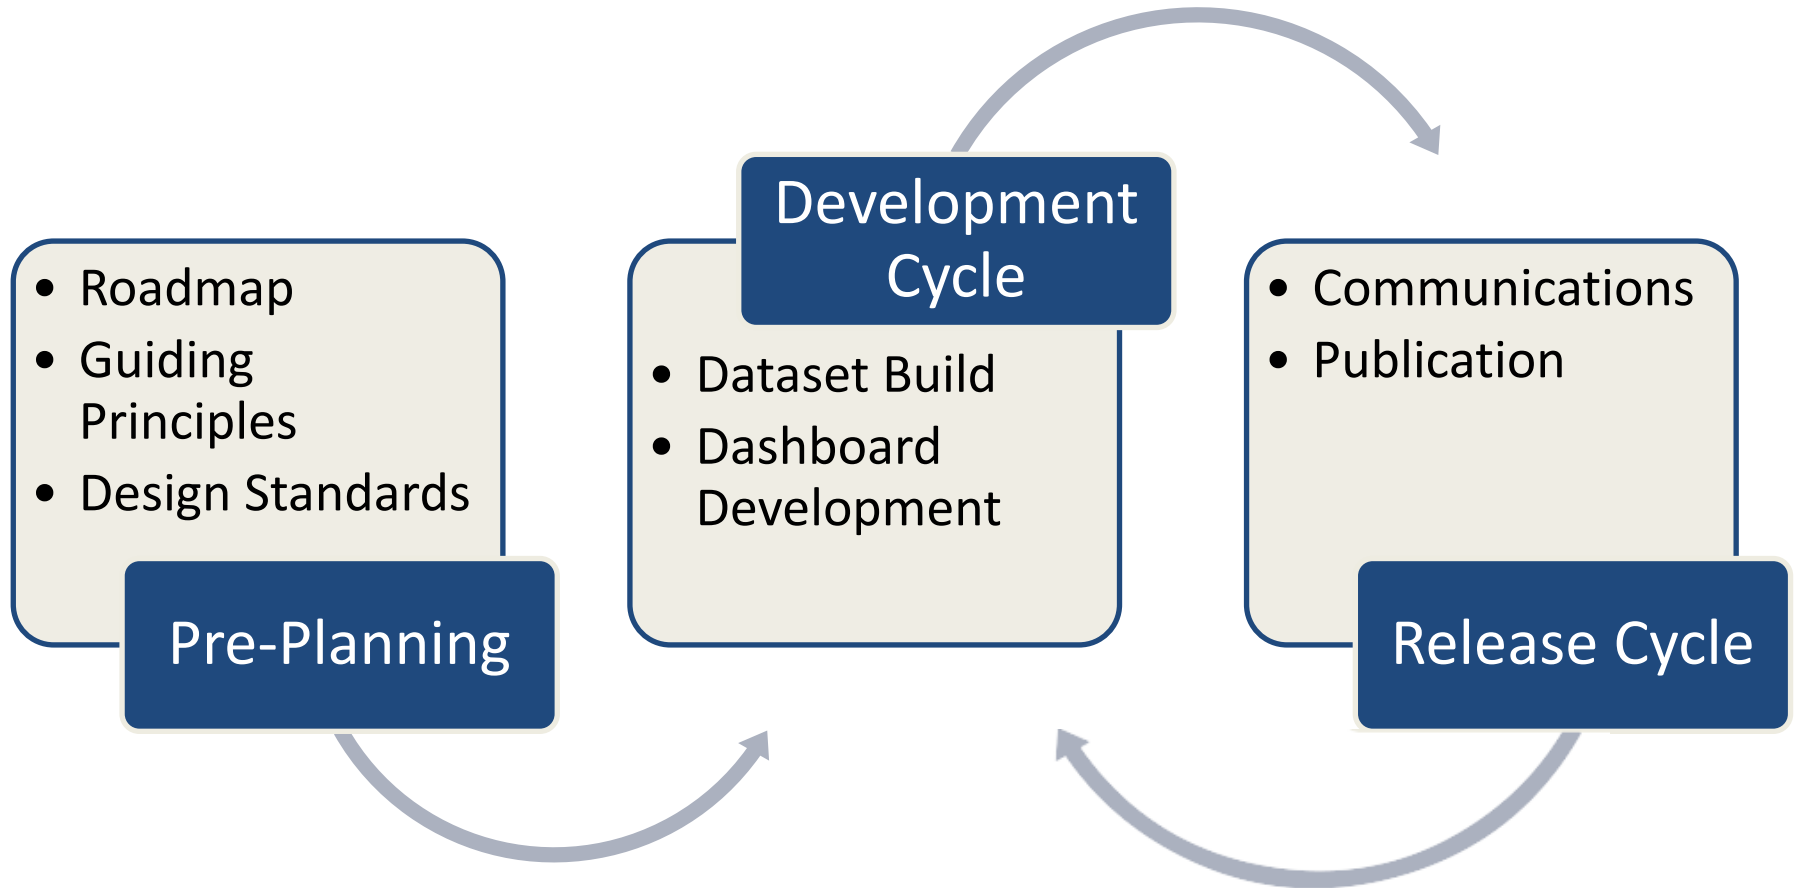 • Roadmap
• Guiding
Principles
• Design Standards
Pre-Planning
Development
Cycle
• Dataset Build
• Dashboard
Development
• Communications
• Publication
Release Cycle